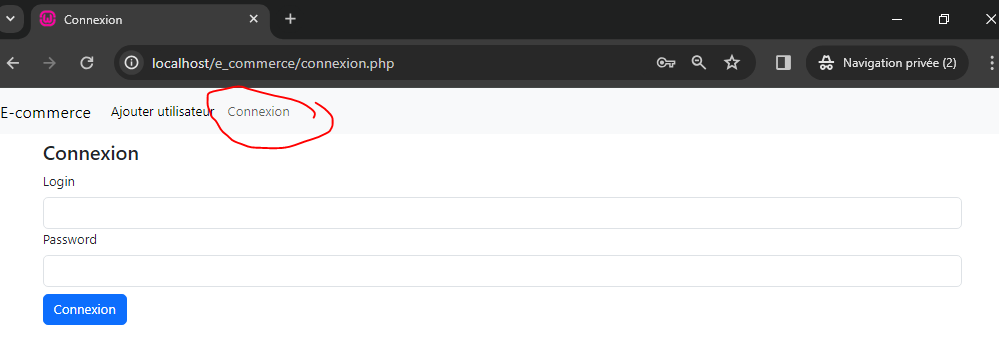 Connexion
localhost/e_commerce/connexion.php
Navigation privée (2)
E-commerce Ajouter utilisateur Connexion
Connexion
Login
Password
Connexion